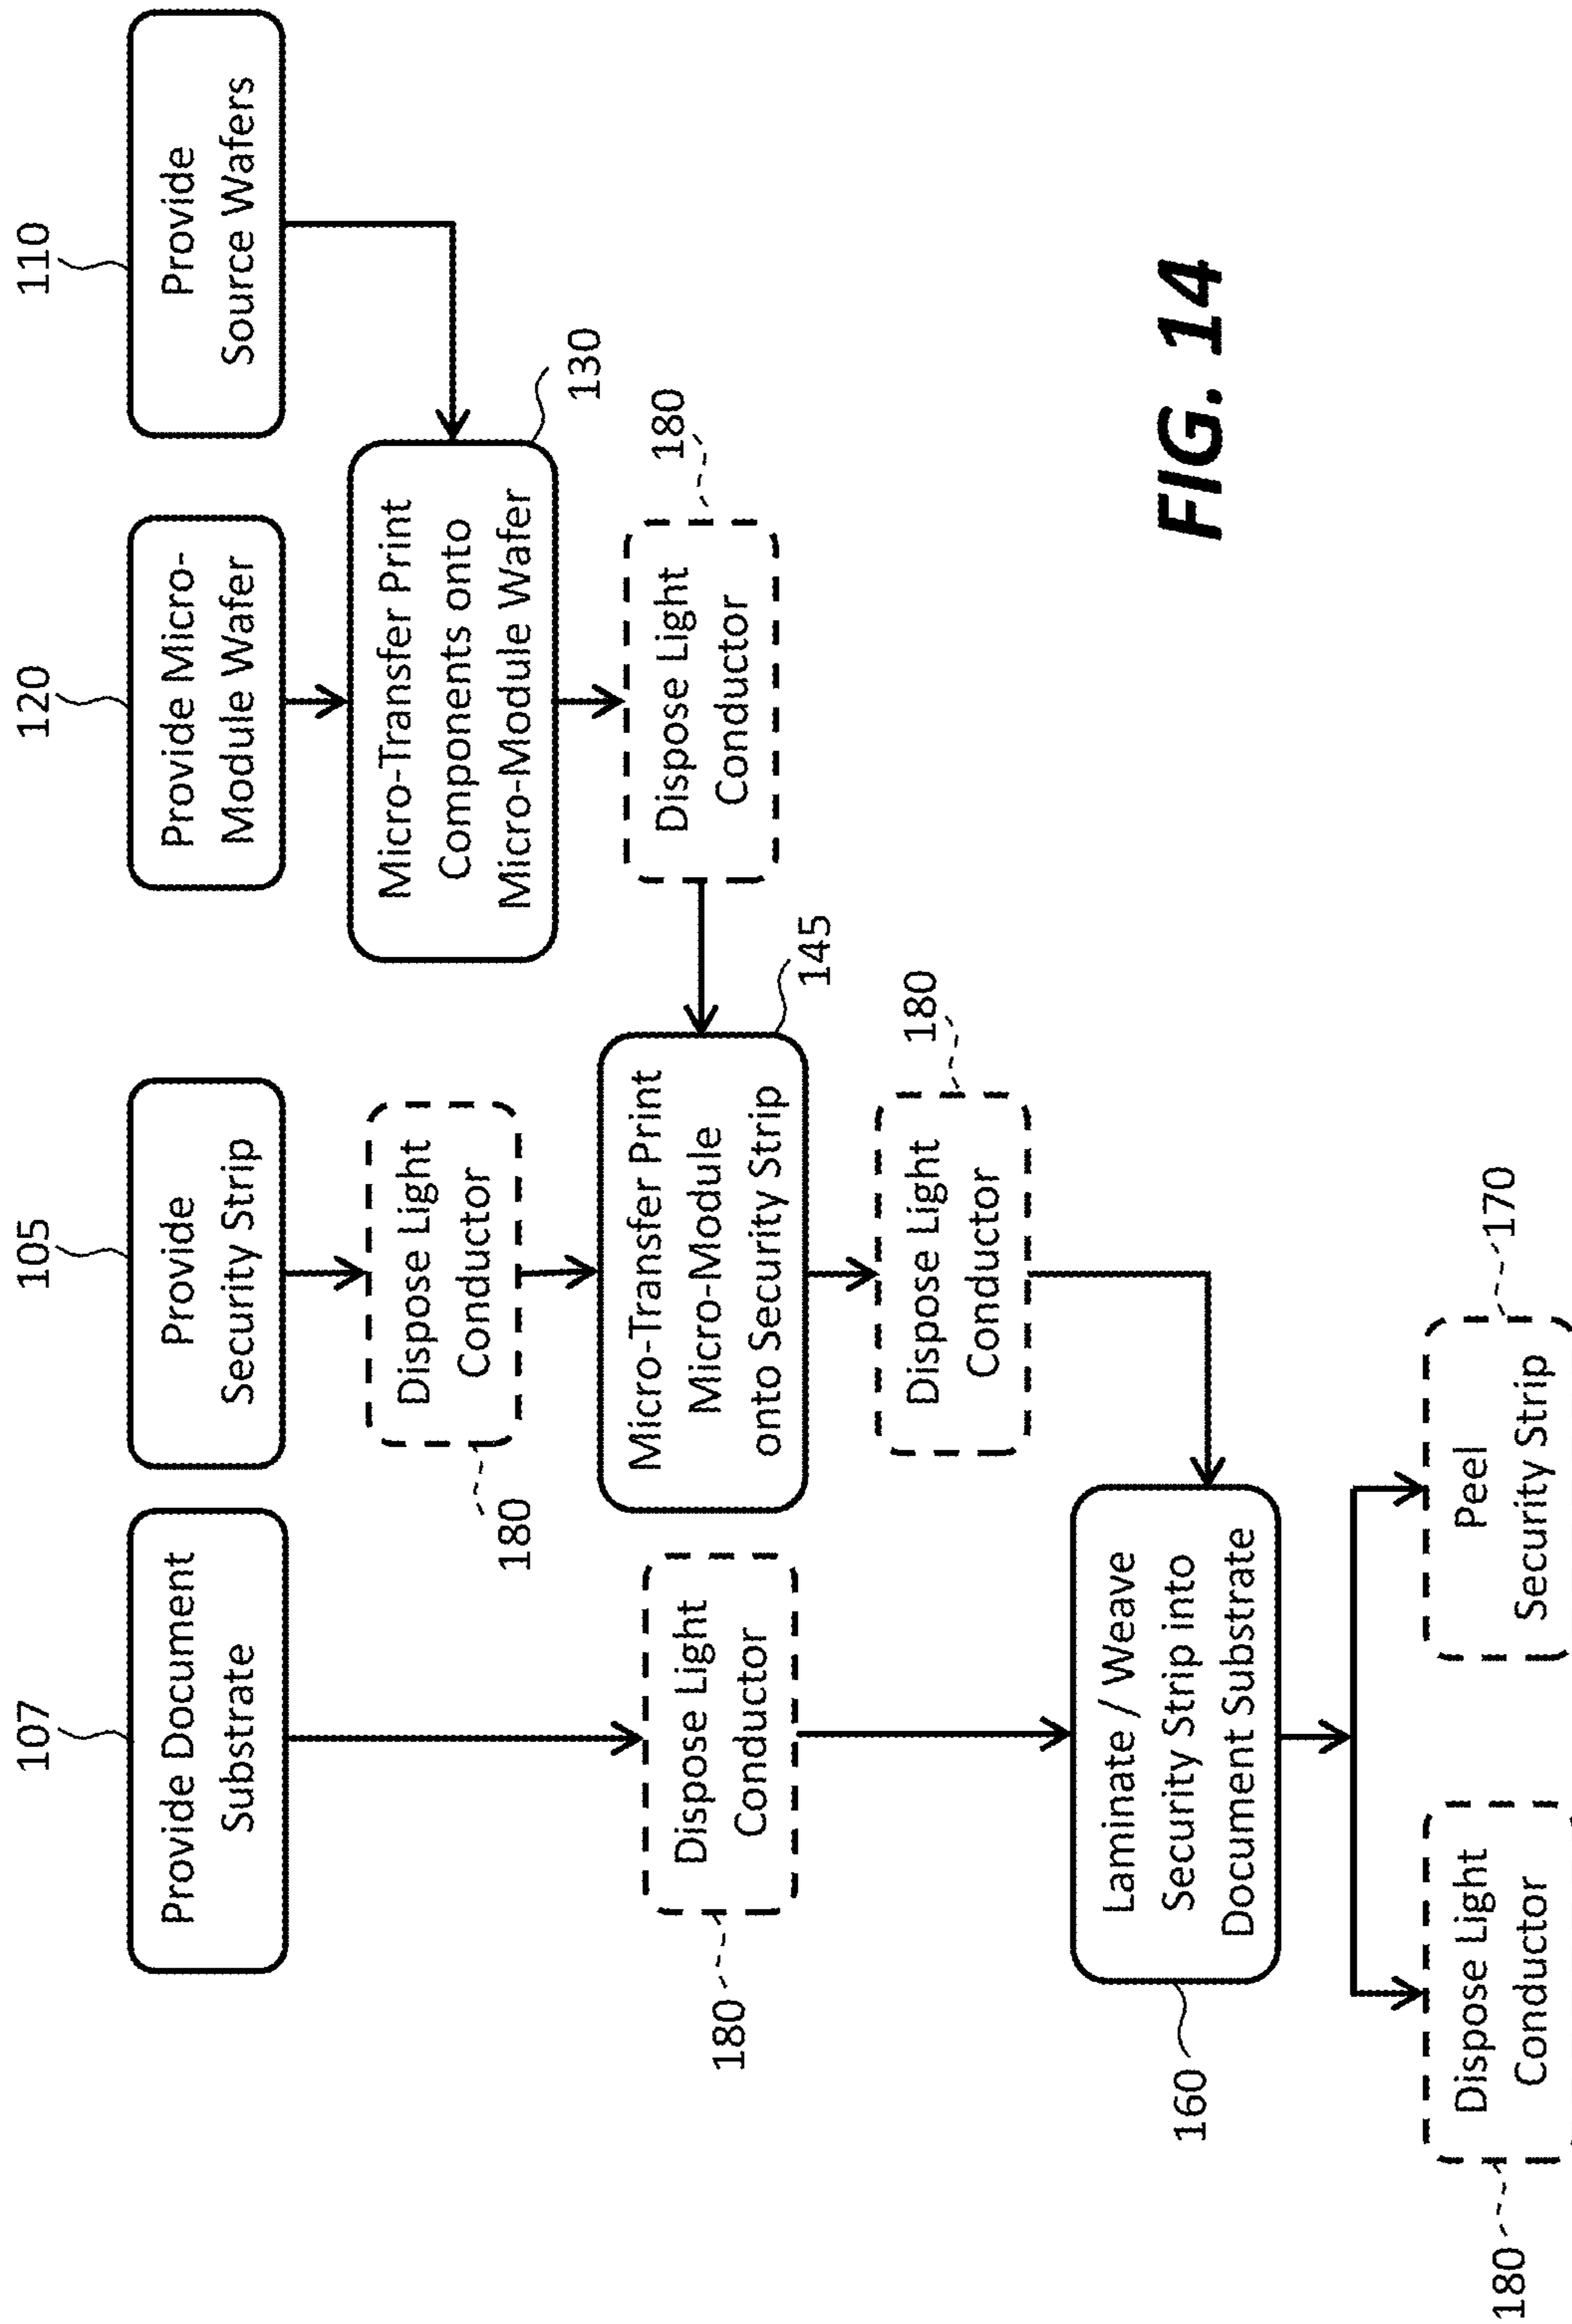 107
105
120
110
Provide Document
Substrate
Provide
Security Strip
Provide Micro-
Module Wafer
Provide
Source Wafers
180
Dispose Light
Conductor
Micro-Transfer Print
Components onto
Micro-Module Wafer
130
180
Dispose Light
Conductor
Micro-Transfer Print
Micro-Module
onto Security Strip
145
Dispose Light
Conductor
180
Dispose Light
Conductor
180
160
Laminate / Weave
Security Strip into
Document Substrate
FIG. 14
180
Dispose Light
Conductor
Peel
Security Strip
170